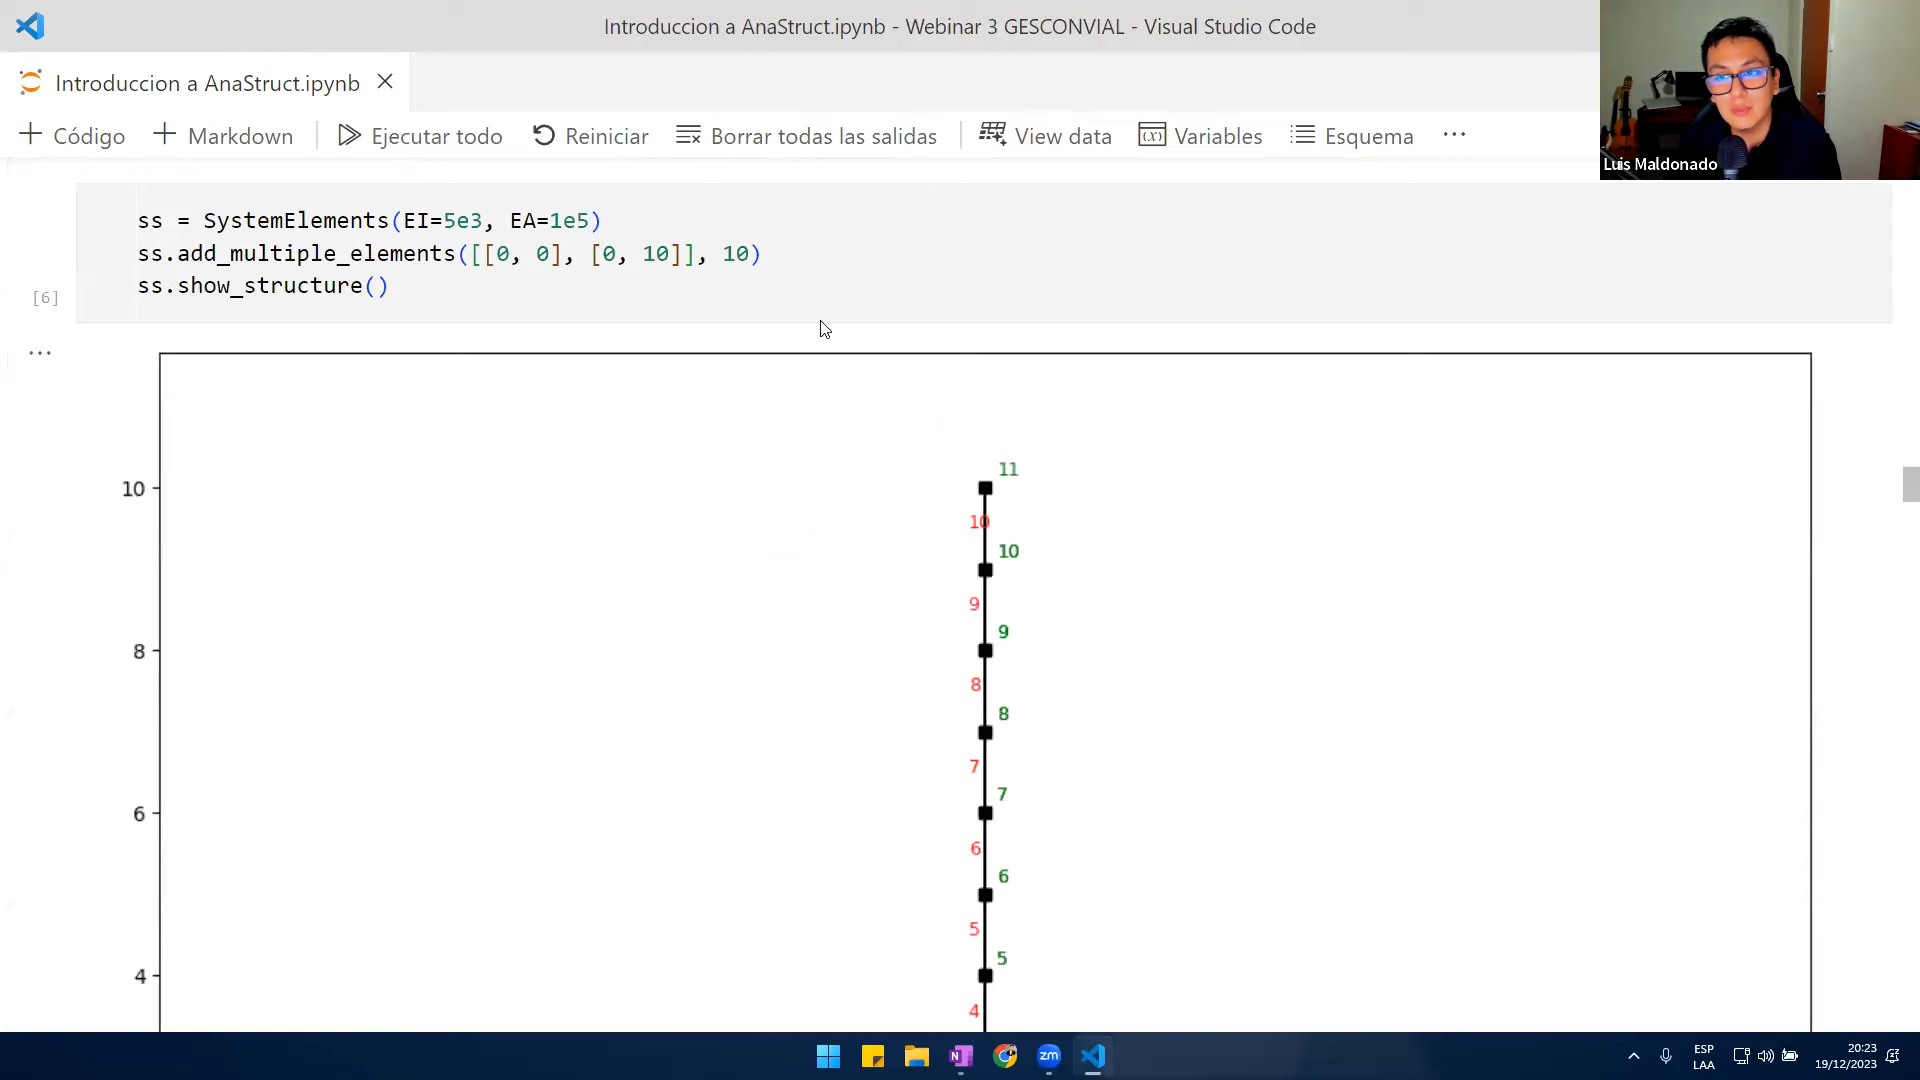 Introduccion a AnaStruct.ipynb - Webinar 3 GESCONVIAL - Visual Studio Code
Introduccion a AnaStruct.ipynb
Código Markdown Ejecutar todo Reiniciar Borrar todas las salidas View data Variables Esquema ...
Luis Maldonado
ss = SystemElements(EI=5e3, EA=1e5)
ss.add_multiple_elements([[0, 0], [0, 10]], 10)
ss.show_structure()
[6]
...
11
10
10
10
9
9
8
8
8
7
7
6
6
6
5
5
4
4
N
zm
ESP
LAA
20:23
19/12/2023